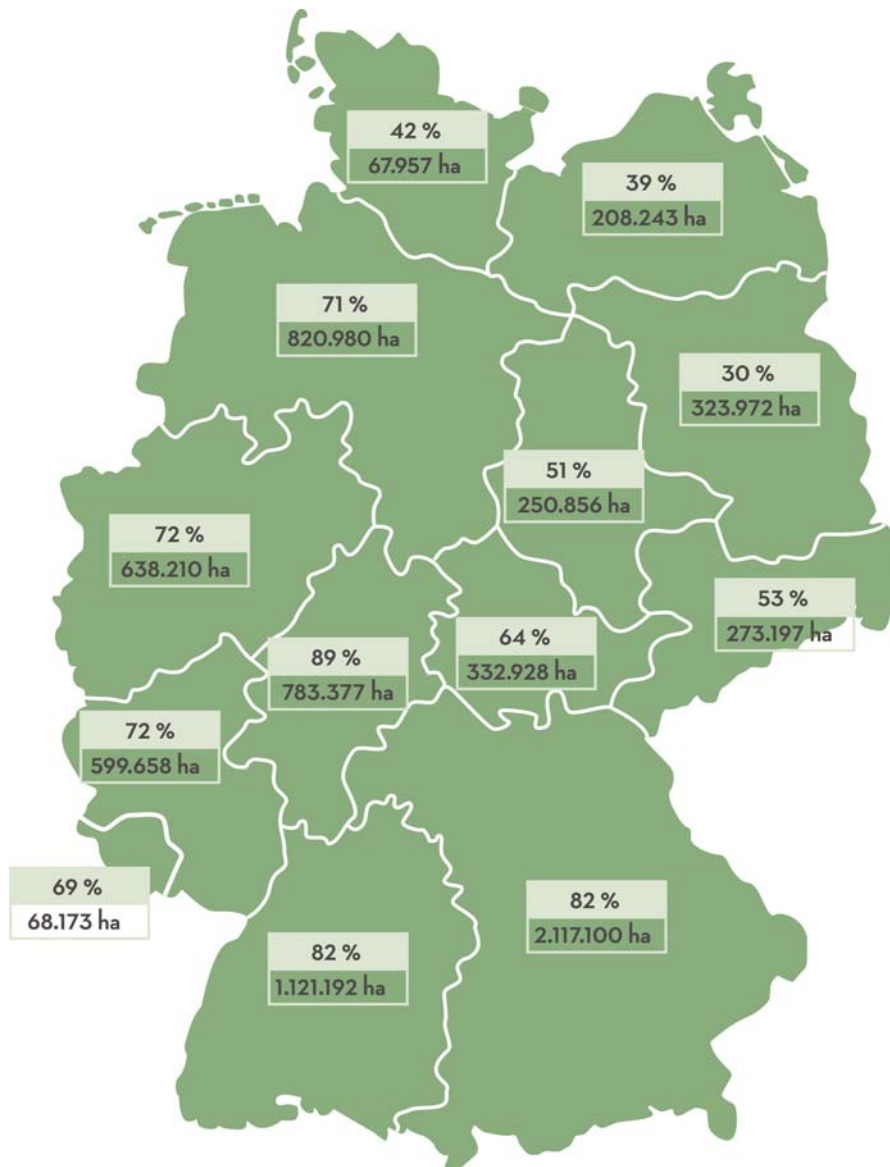 42 %
67.957 ha
39 %
208.243 ha
71 %
820.980 ha
30 %
323.972 ha
51 %
250.856 ha
72 %
638.210 ha
53 %
273.197 ha
64 %
332.928 ha
89 %
783.377 ha
72 %
599.658 ha
69 %
68.173 ha
82 %
2.117.100 ha
82 %
1.121.192 ha